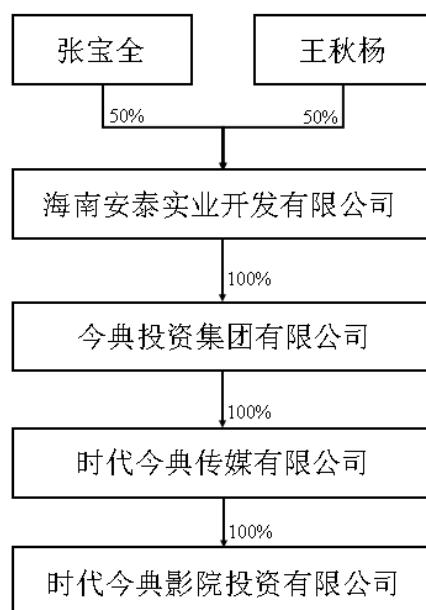 张宝全
王秋杨
50%
50%
海南安泰实业开发有限公司
100%
今典投资集团有限公司
100%
时代今典传媒有限公司
100%
时代今典影院投资有限公司